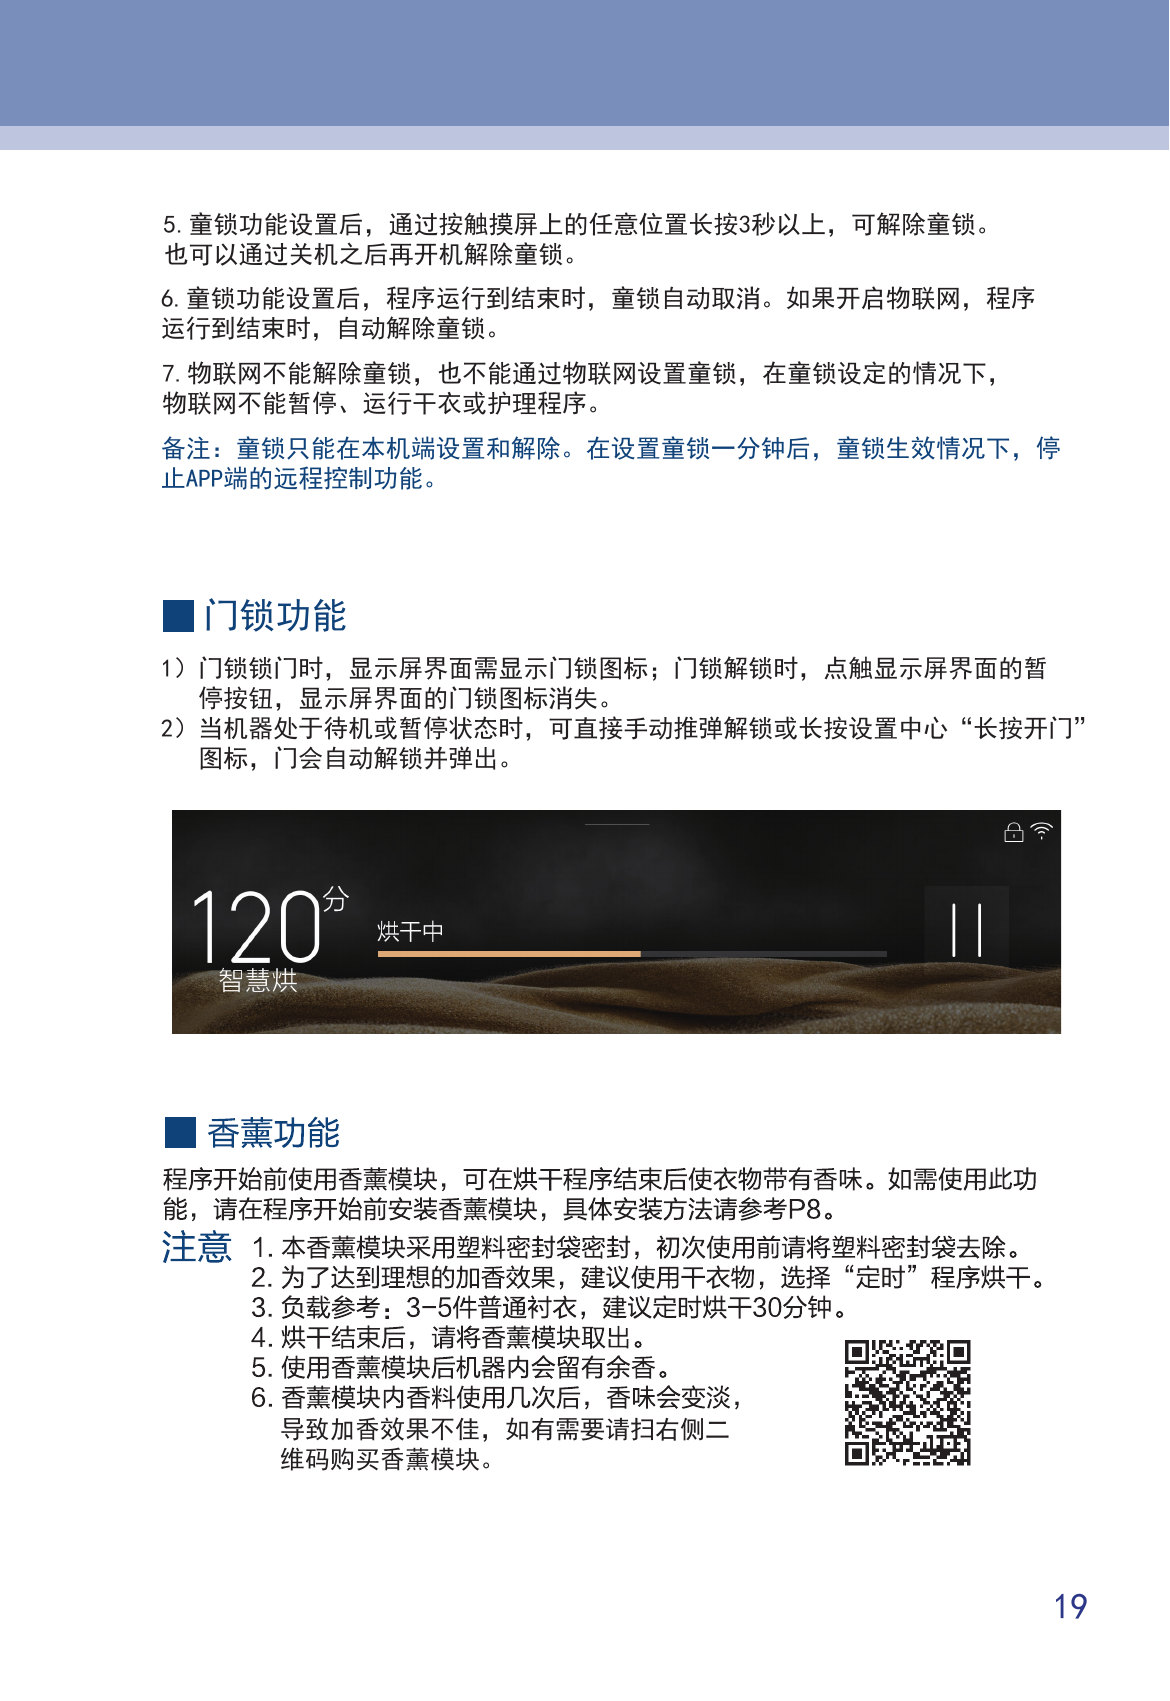 5. 童锁功能设置后，通过按触摸屏上的任意位置长按3秒以上，可解除童锁。
也可以通过关机之后再开机解除童锁。
6. 童锁功能设置后，程序运行到结束时，童锁自动取消。如果开启物联网，程序
运行到结束时，自动解除童锁。
7. 物联网不能解除童锁，也不能通过物联网设置童锁，在童锁设定的情况下，
物联网不能暂停、运行干衣或护理程序。
备注：童锁只能在本机端设置和解除。在设置童锁一分钟后，童锁生效情况下，停
止APP端的远程控制功能。
门锁功能
1）门锁锁门时，显示屏界面需显示门锁图标；门锁解锁时，点触显示屏界面的暂
停按钮，显示屏界面的门锁图标消失。
2）当机器处于待机或暂停状态时，可直接手动推弹解锁或长按设置中心“长按开门”
图标，门会自动解锁并弹出。
120分
烘干中
智慧烘
香薰功能
程序开始前使用香薰模块，可在烘干程序结束后使衣物带有香味。如需使用此功
能，请在程序开始前安装香薰模块，具体安装方法请参考P8。
注意 1. 本香薰模块采用塑料密封袋密封，初次使用前请将塑料密封袋去除。
2. 为了达到理想的加香效果，建议使用干衣物，选择“定时”程序烘干。
3. 负载参考：3-5件普通衬衣，建议定时烘干30分钟。
4. 烘干结束后，请将香薰模块取出。
5. 使用香薰模块后机器内会留有余香。
6. 香薰模块内香料使用几次后，香味会变淡，
导致加香效果不佳，如有需要请扫右侧二
维码购买香薰模块。
19